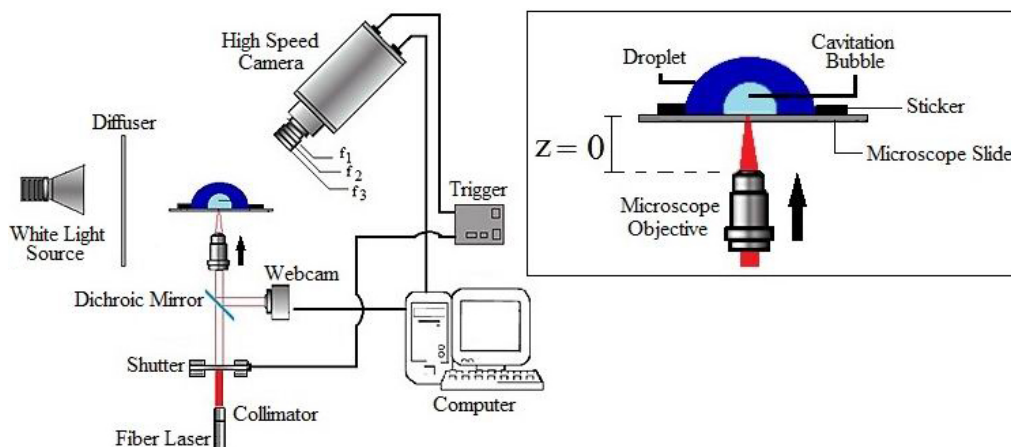 High Speed
Camera
Diffuser
f1
f2
f3
White Light
Source
Trigger
Webcam
Dichroic Mirror
Shutter
Collimator
Fiber Laser
Computer
Cavitation
Bubble
Droplet
Sticker
z = 0
Microscope Slide
Microscope
Objective